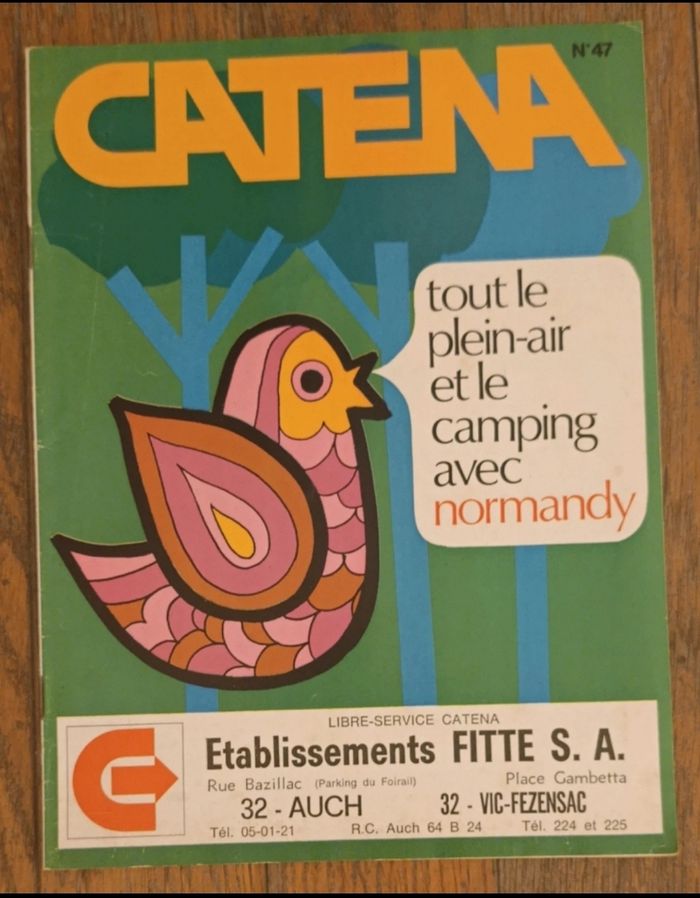 CATENA
N°47
tout le
plein-air
et le
camping
avec
normandy
LIBRE-SERVICE CATENA
Etablissements FITTE S. A.
Rue Bazillac (Parking du Foirail) Place Gambetta
32 - AUCH 32 - VIC-FEZENSAC
Tél. 05-01-21 R.C. Auch 64 B 24 Tél. 224 et 225